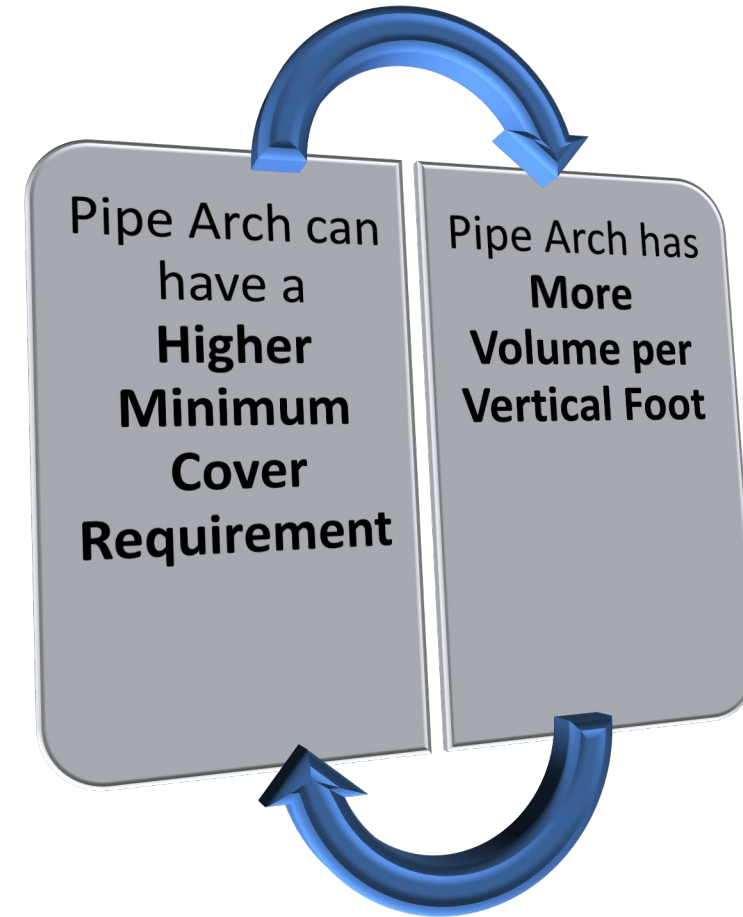 Pipe Arch can
have a
Higher
Minimum
Cover
Requirement
Pipe Arch has
More
Volume per
Vertical Foot